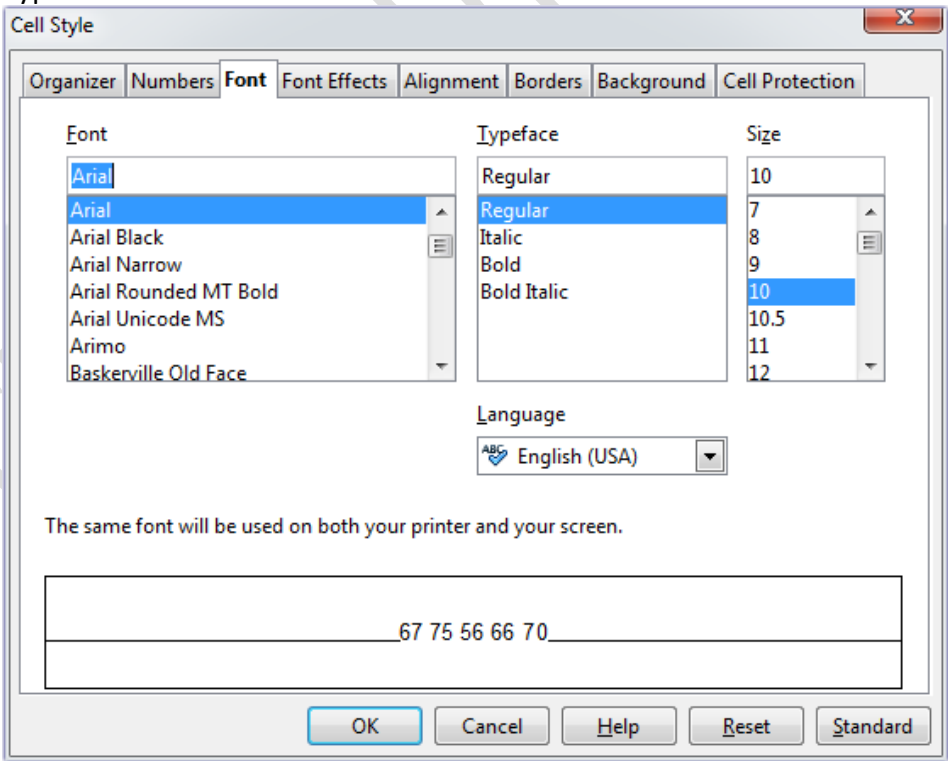 Cell Style
Organizer Numbers Font Font Effects Alignment Borders Background Cell Protection
Font Typeface Size
Arial Regular 10
Arial Regular 7
Arial Black Italic 8
Arial Narrow Bold 9
Arial Rounded MT Bold Bold Italic 10
Arial Unicode MS 10.5
Arimo 11
Baskerville Old Face 12
Language
ABC English (USA)
The same font will be used on both your printer and your screen.
67 75 56 66 70
OK Cancel Help Reset Standard